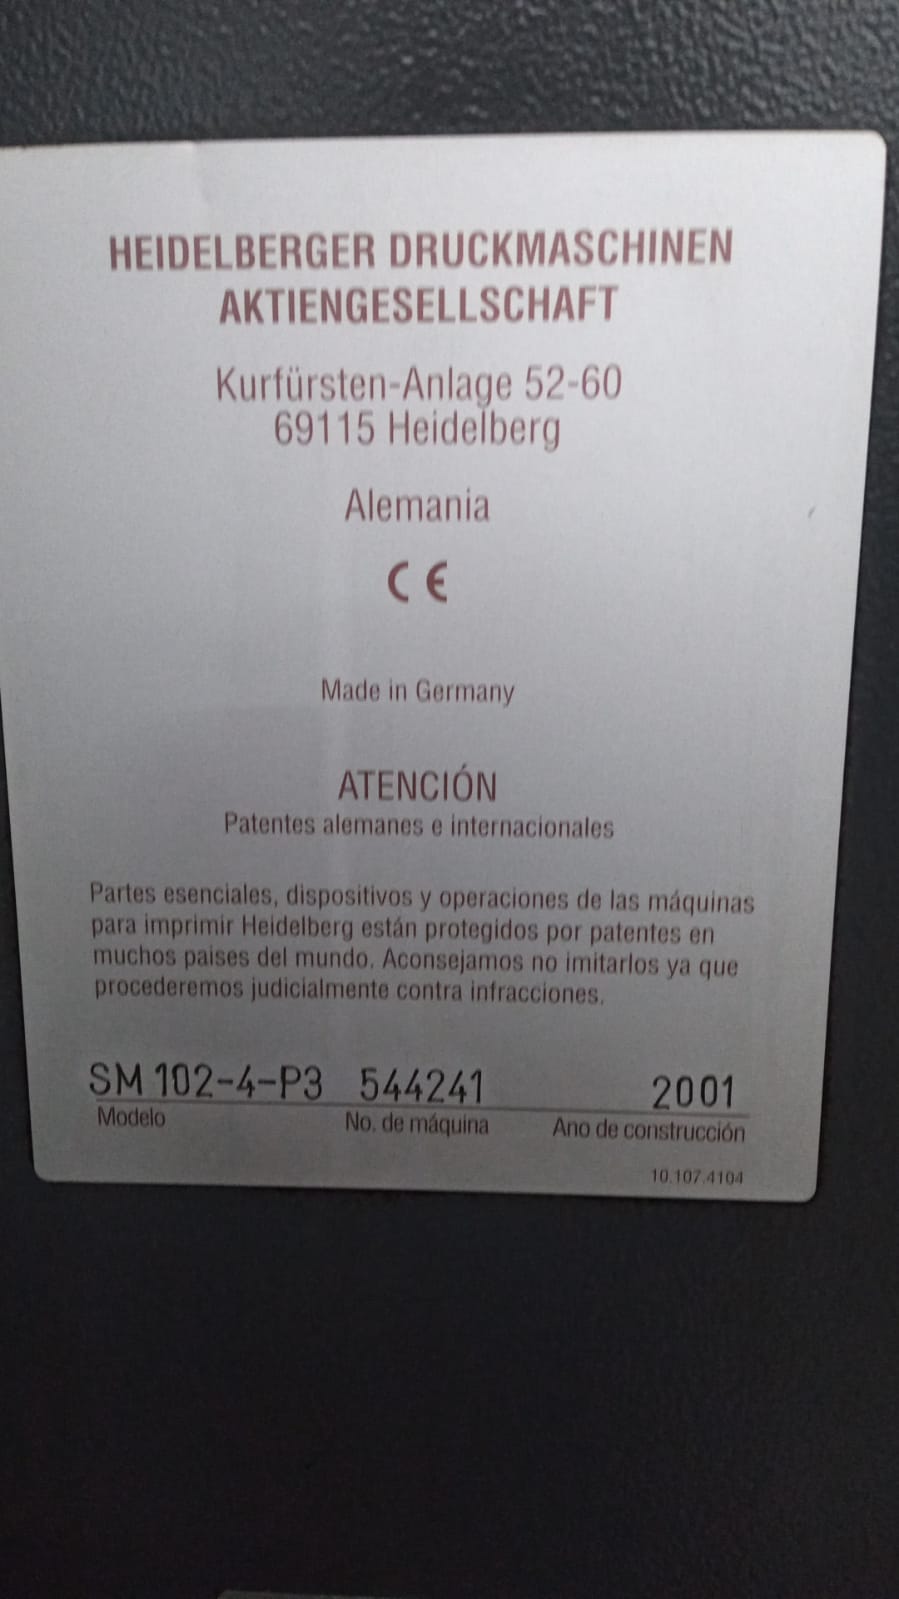 HEIDELBERGER DRUCKMASCHINEN
AKTIENGESELLSCHAFT
Kurfürsten-Anlage 52-60
69115 Heidelberg
Alemania
CE
Made in Germany
ATENCIÓN
Patentes alemanes e internacionales
Partes esenciales, dispositivos y operaciones de las máquinas
para imprimir Heidelberg están protegidos por patentes en
muchos paises del mundo. Aconsejamos no imitarlos ya que
procederemos judicialmente contra infracciones.
SM 102-4-P3 544241 2001
Modelo No. de máquina Ano de construcción
10.107.4104